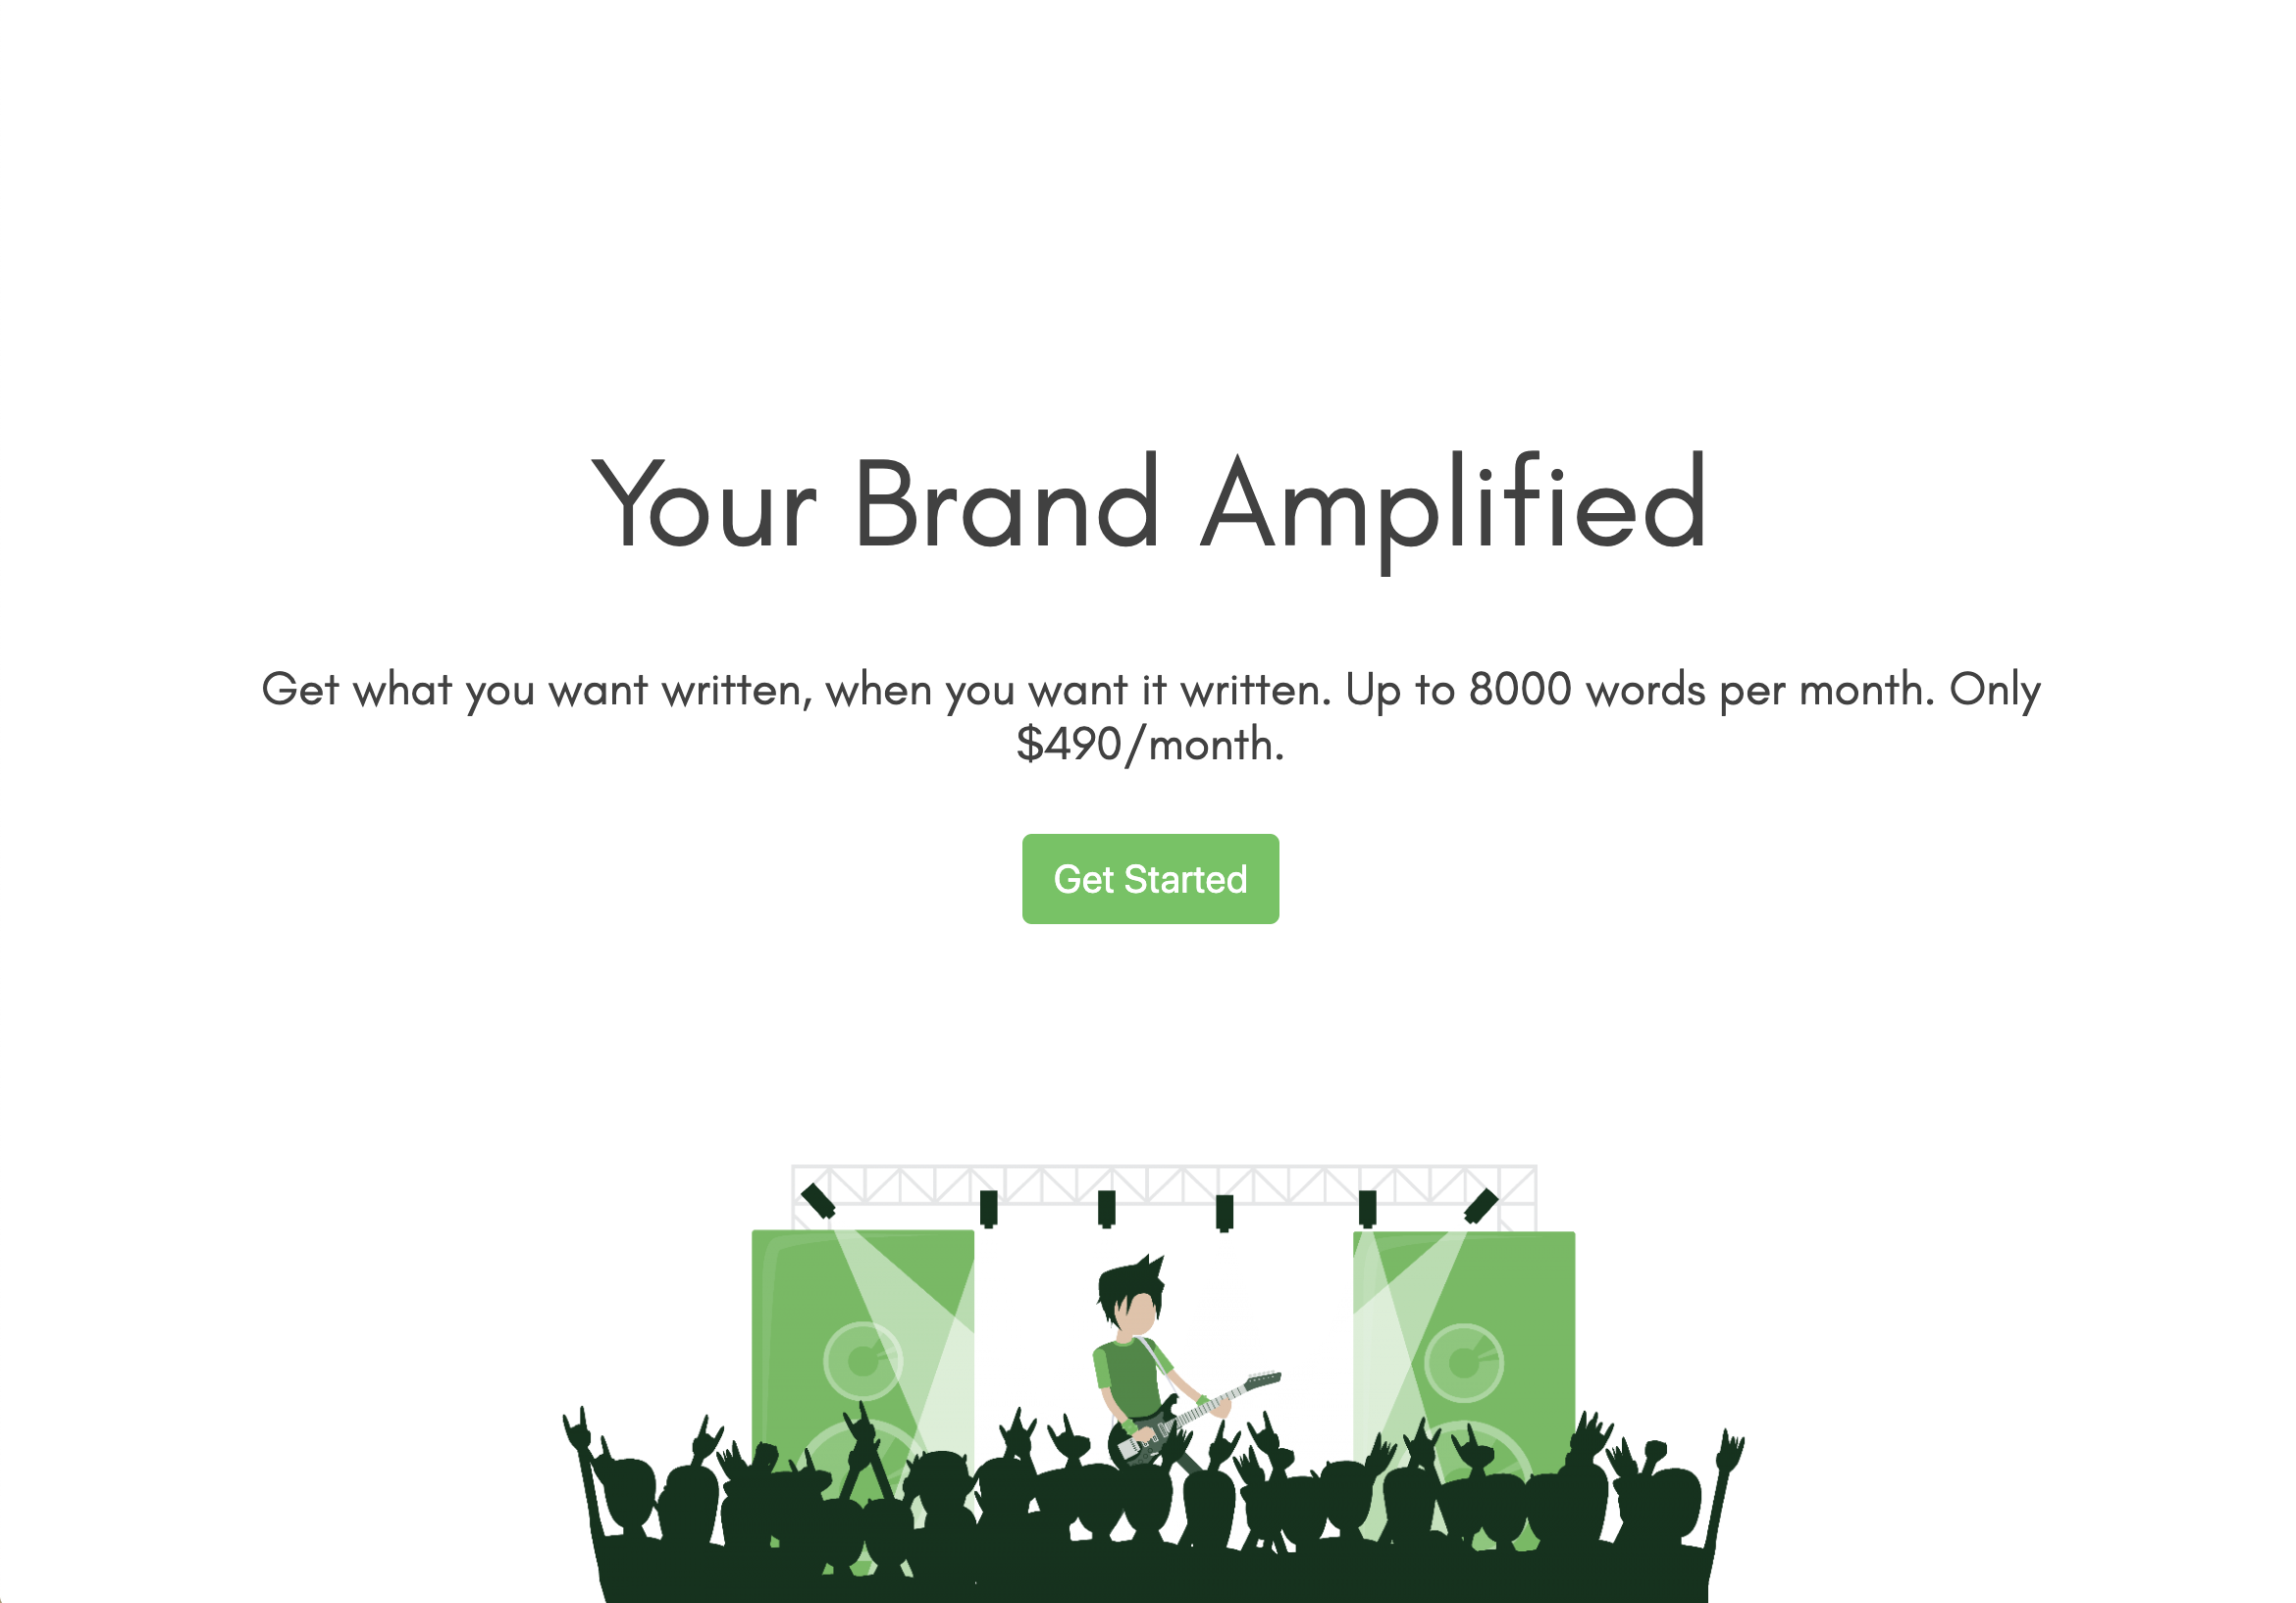 Your Brand Amplified
Get what you want written, when you want it written. Up to 8000 words per month. Only
$490/month.
Get Started